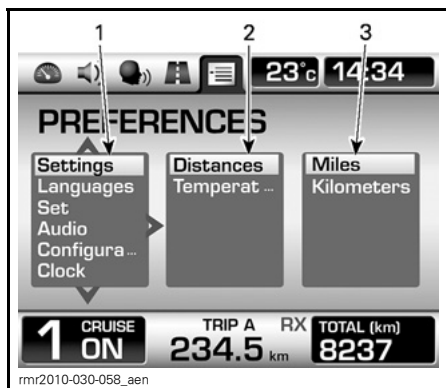 1 2 3
23°c 14:34
PREFERENCES
Settings Distances Miles
Languages Temperat ... Kilometers
Set
Audio
Configura ...
Clock
1 CRUISE ON
TRIP A RX
234.5 km
TOTAL (km)
8237
rmr2010-030-058_aen